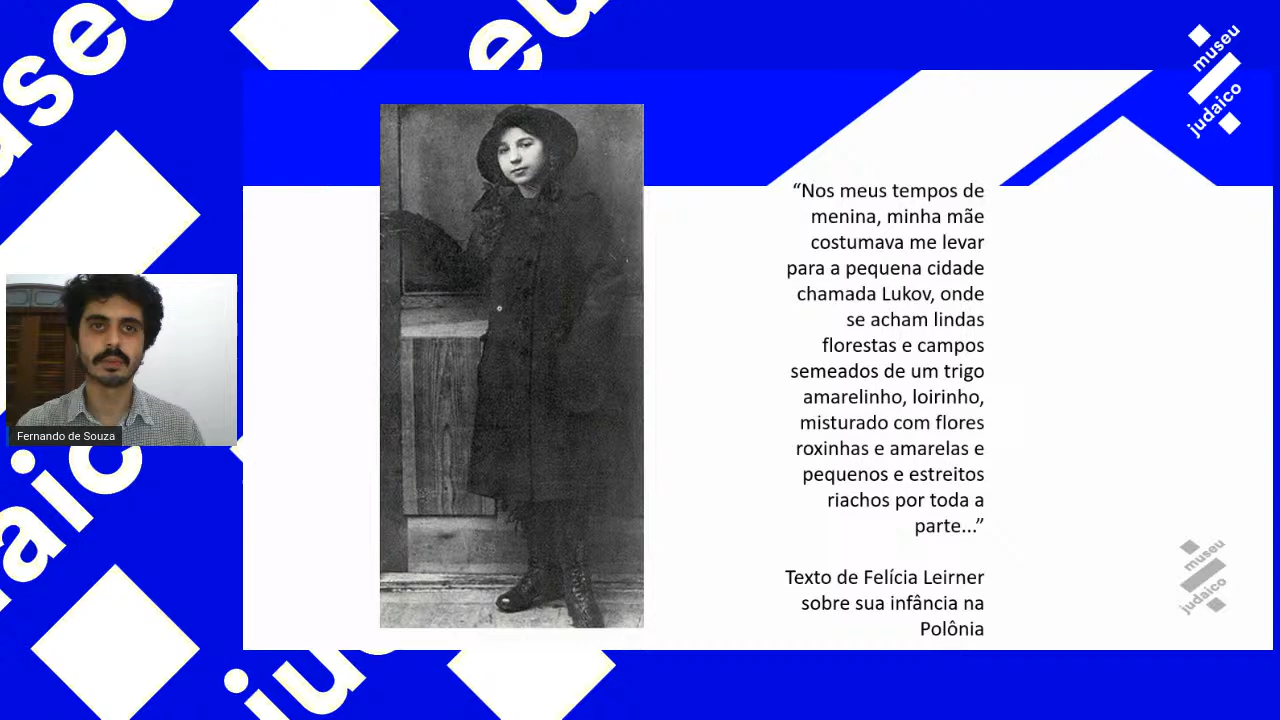 museu
judaico
“Nos meus tempos de
menina, minha mãe
costumava me levar
para a pequena cidade
chamada Lukov, onde
se acham lindas
florestas e campos
semeados de um trigo
amarelinho, loirinho,
misturado com flores
roxinhas e amarelas e
pequenos e estreitos
riachos por toda a
parte...”
Texto de Felícia Leirner
sobre sua infância na
Polônia
Fernando de Souza
museu
judaico